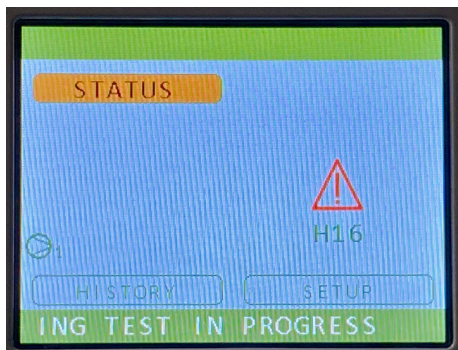 STATUS
H16
1
HISTORY SETUP
ING TEST IN PROGRESS